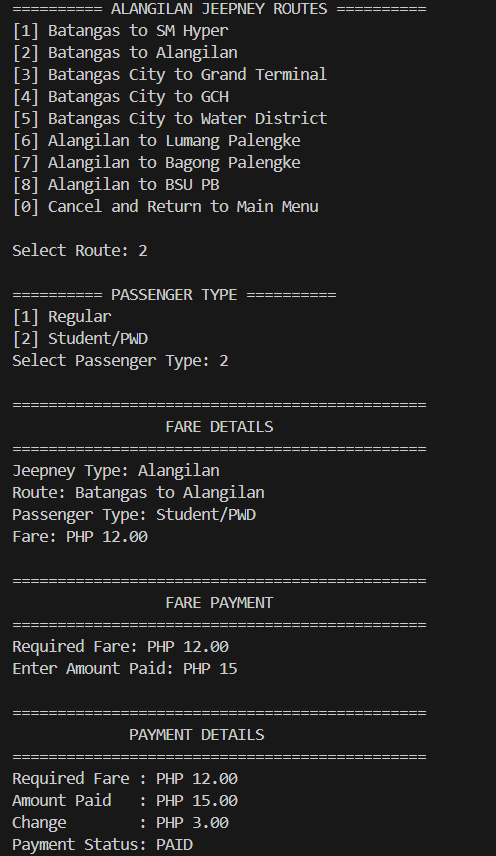 ========== ALANGILAN JEEPNEY ROUTES ==========
[1] Batangas to SM Hyper
[2] Batangas to Alangilan
[3] Batangas City to Grand Terminal
[4] Batangas City to GCH
[5] Batangas City to Water District
[6] Alangilan to Lumang Palengke
[7] Alangilan to Bagong Palengke
[8] Alangilan to BSU PB
[0] Cancel and Return to Main Menu
Select Route: 2
========== PASSENGER TYPE ==========
[1] Regular
[2] Student/PWD
Select Passenger Type: 2
==============================================
FARE DETAILS
==============================================
Jeepney Type: Alangilan
Route: Batangas to Alangilan
Passenger Type: Student/PWD
Fare: PHP 12.00
==============================================
FARE PAYMENT
==============================================
Required Fare: PHP 12.00
Enter Amount Paid: PHP 15
==============================================
PAYMENT DETAILS
==============================================
Required Fare : PHP 12.00
Amount Paid   : PHP 15.00
Change        : PHP 3.00
Payment Status: PAID